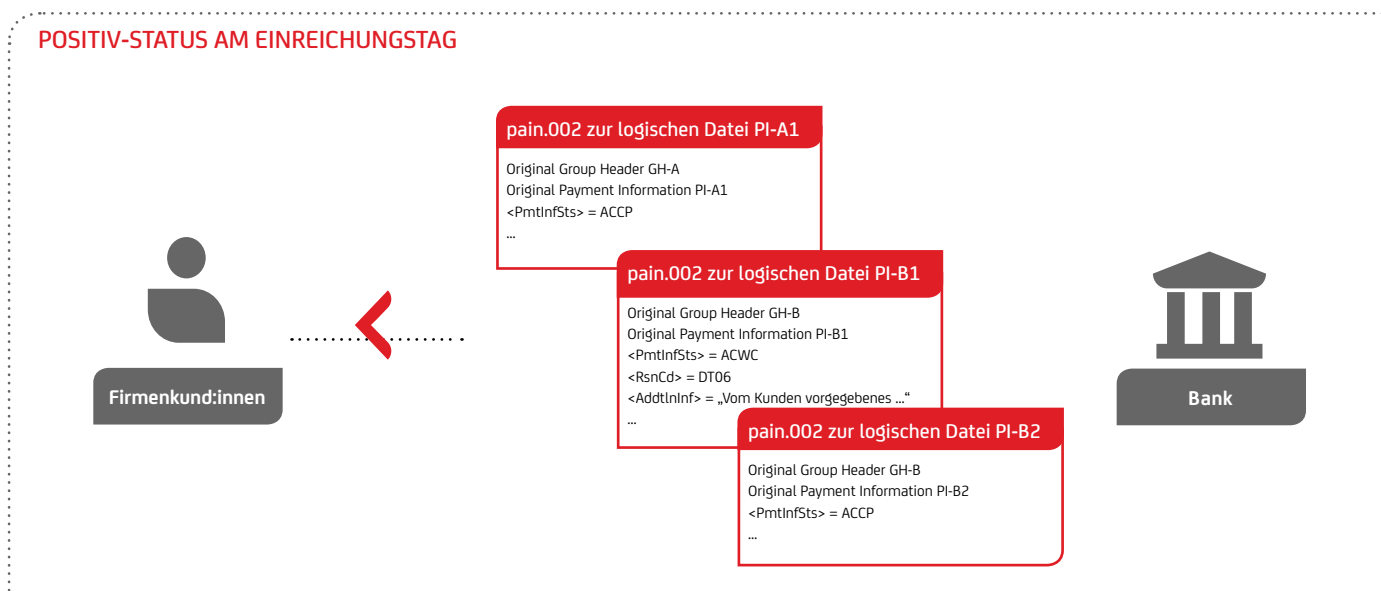 POSITIV-STATUS AM EINREICHUNGSTAG
pain.002 zur logischen Datei PI-A1
Original Group Header GH-A
Original Payment Information PI-A1
<PmtInfSts> = ACCP
...
pain.002 zur logischen Datei PI-B1
Original Group Header GH-B
Original Payment Information PI-B1
<PmtInfSts> = ACWC
<RsnCd> = DT06
<AddtlnInf> = „Vom Kunden vorgegebenes ...“
...
pain.002 zur logischen Datei PI-B2
Original Group Header GH-B
Original Payment Information PI-B2
<PmtInfSts> = ACCP
...
Firmenkund:innen
Bank